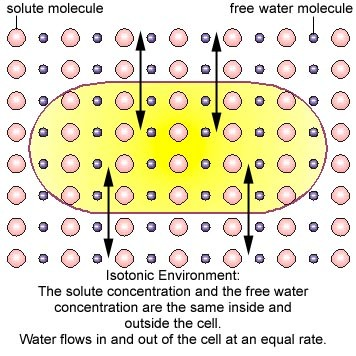 solute molecule
free water molecule
Isotonic Environment:
The solute concentration and the free water
concentration are the same inside and
outside the cell.
Water flows in and out of the cell at an equal rate.